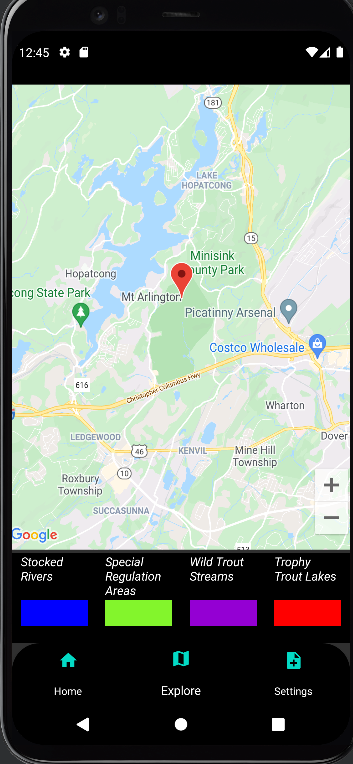 12:45
181
LAKE
HOPATCONG
15
Minisink
ounty Park
Hopatcong
cong State Park
Mt Arlington
Picatinny Arsenal
Costco Wholesale
616
Christopher Columbus Hwy
Wharton
LEDGEWOOD
46
KENVIL
Dover
Mine Hill
Township
10
Roxbury
Township
SUCCASUNNA
Google
513
Stocked
Rivers
Special
Regulation
Areas
Wild Trout
Streams
Trophy
Trout Lakes
Home
Explore
Settings